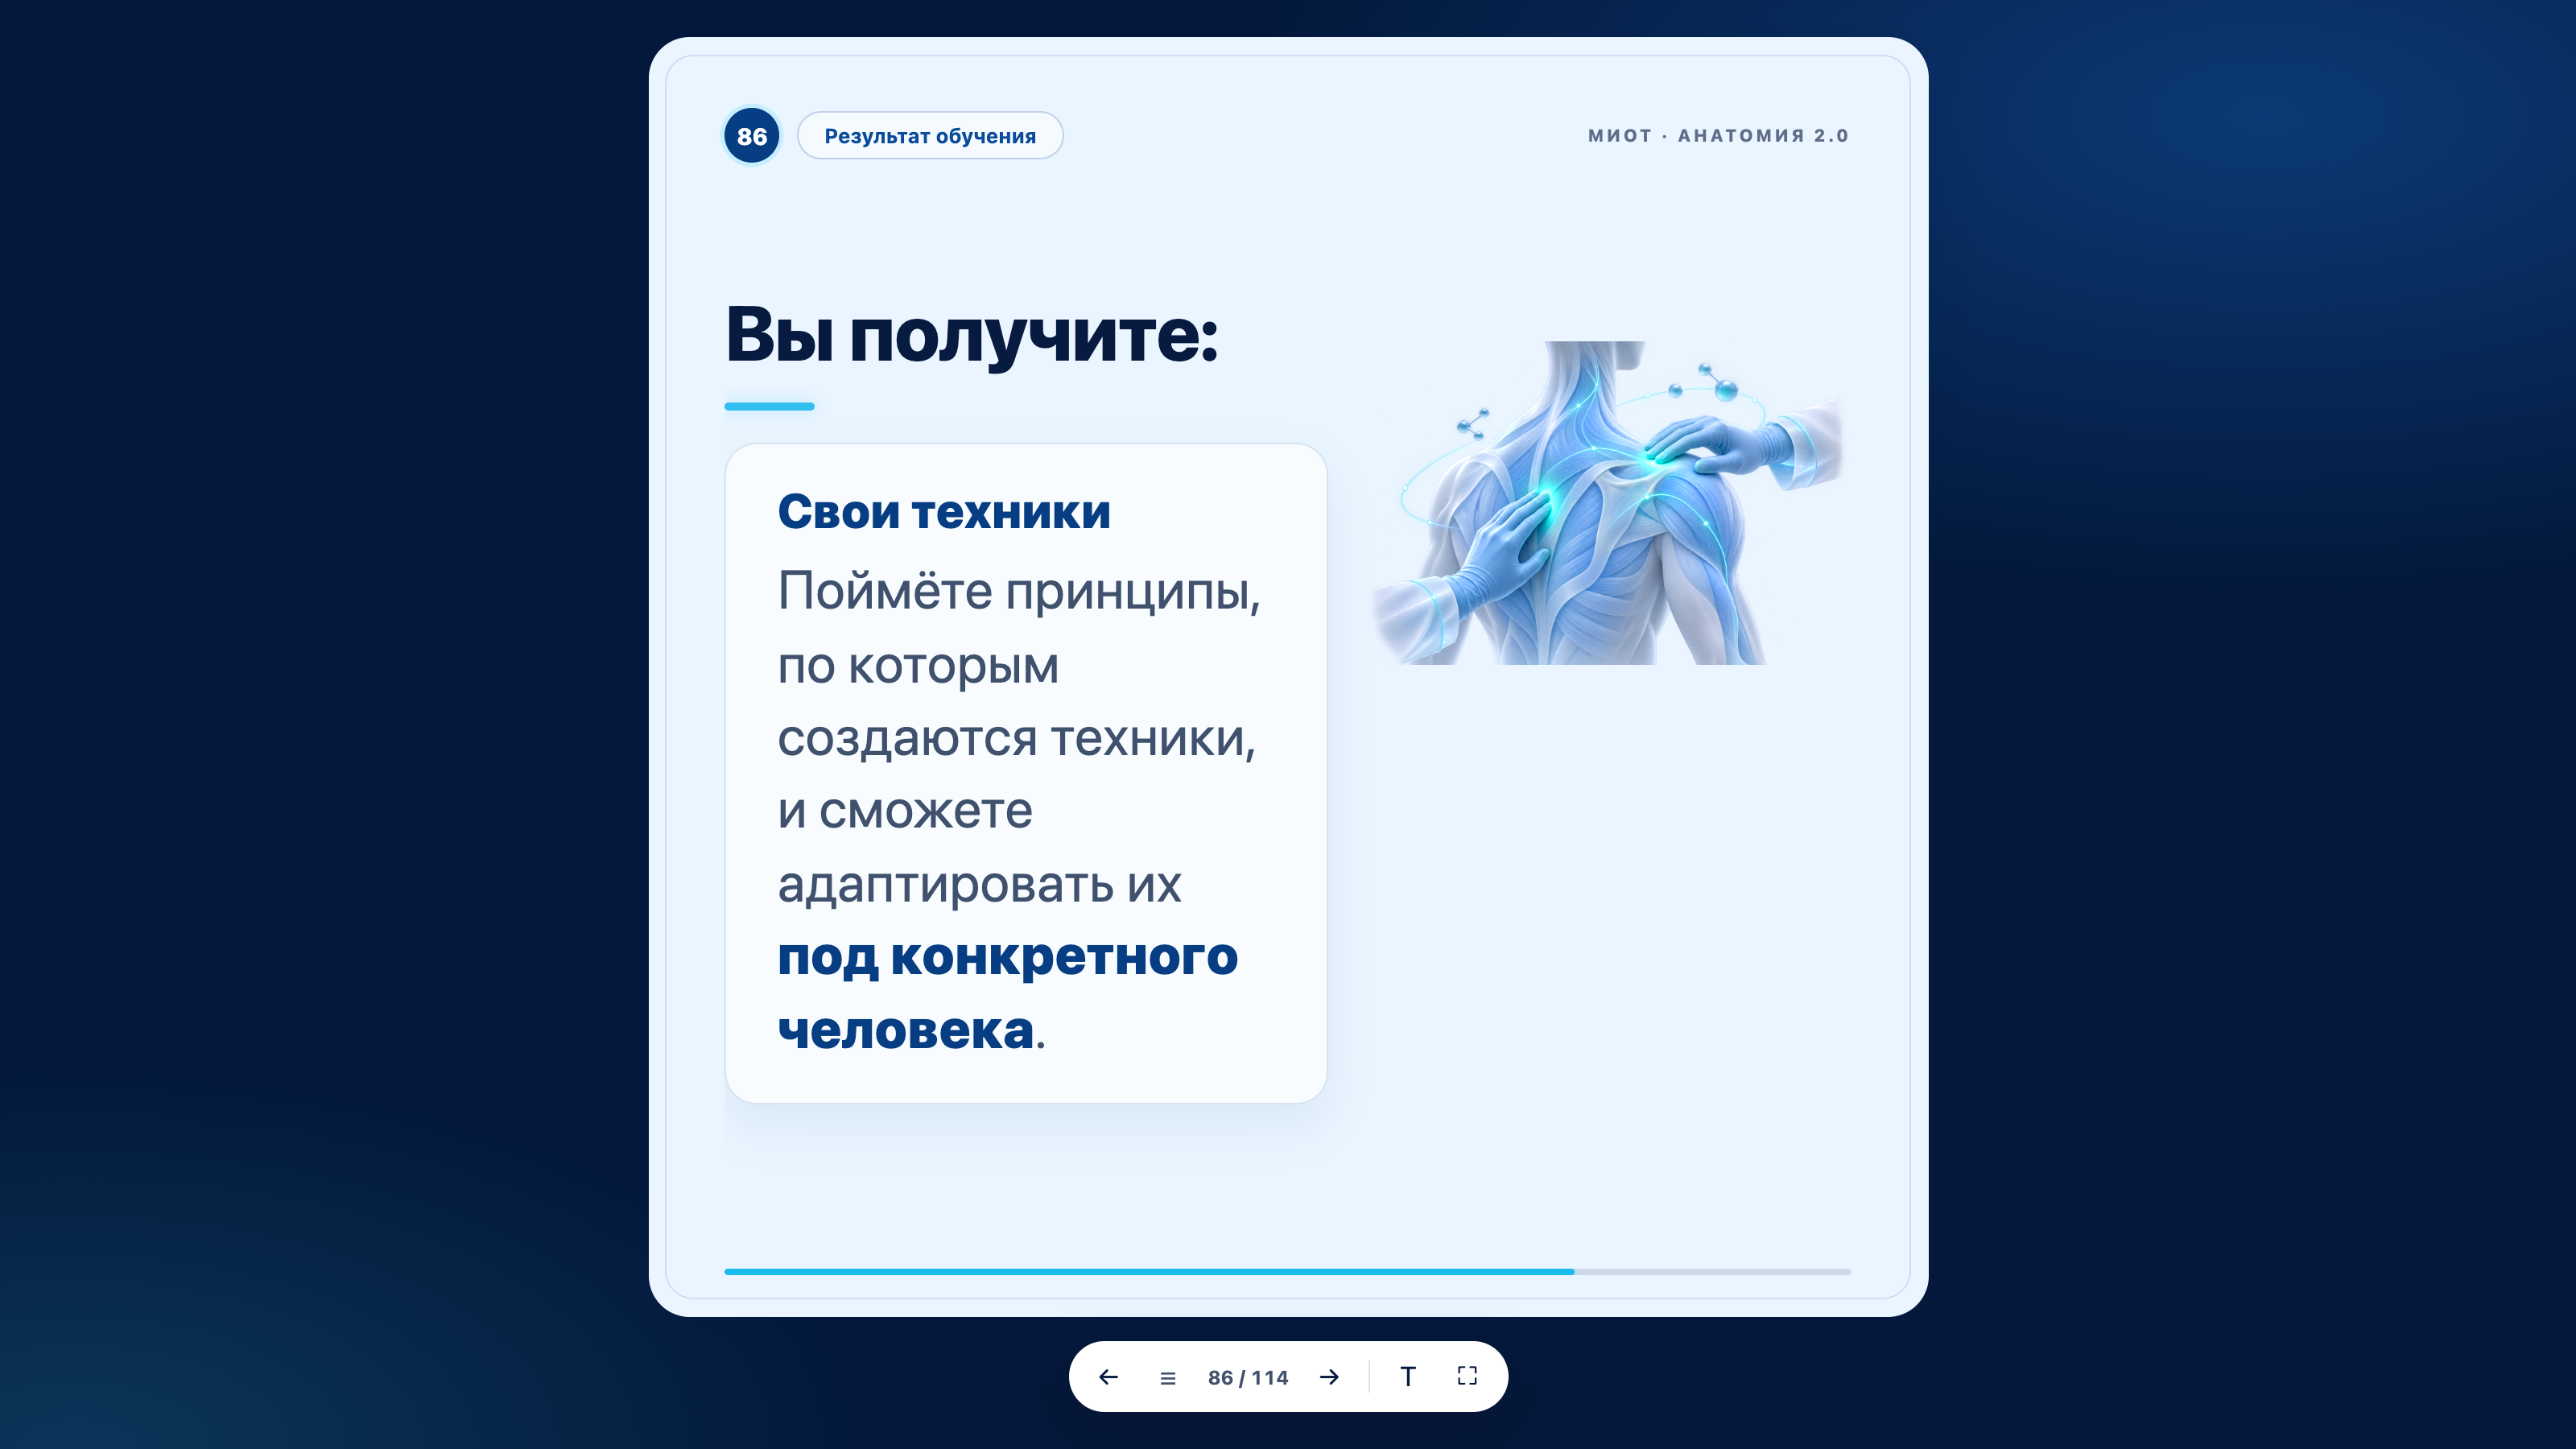 86
Результат обучения
МИОТ · АНАТОМИЯ 2.0
Вы получите:
Свои техники
Поймёте принципы,
по которым
создаются техники,
и сможете
адаптировать их
под конкретного
человека.
86 / 114
T